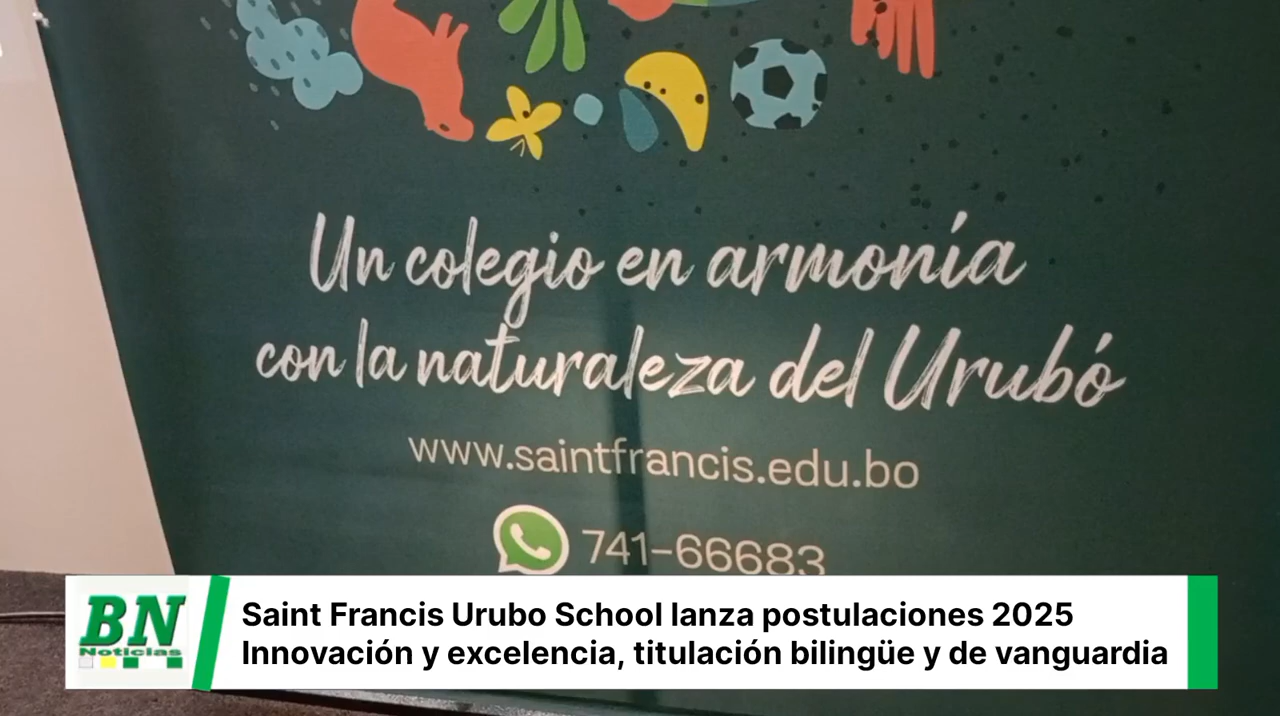 Un colegio en armonía
con la naturaleza del Urubó
www.saintfrancis.edu.bo
741-66683
BN
Noticias
Saint Francis Urubo School lanza postulaciones 2025
Innovación y excelencia, titulación bilingüe y de vanguardia